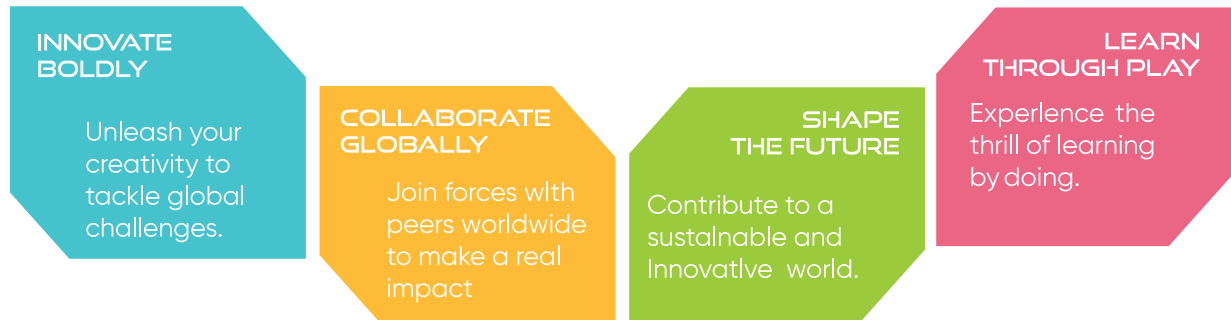 INNOVATE
BOLDLY
Unleash your
creativity to
tackle global
challenges.
COLLABORATE
GLOBALLY
Join forces wlth
peers worldwide
to make a real
impact
SHAPE
THE FUTURE
Contribute to a
sustalnable and
Innovatlve world.
LEARN
THROUGH PLAY
Experience the
thrill of learning
by doing.